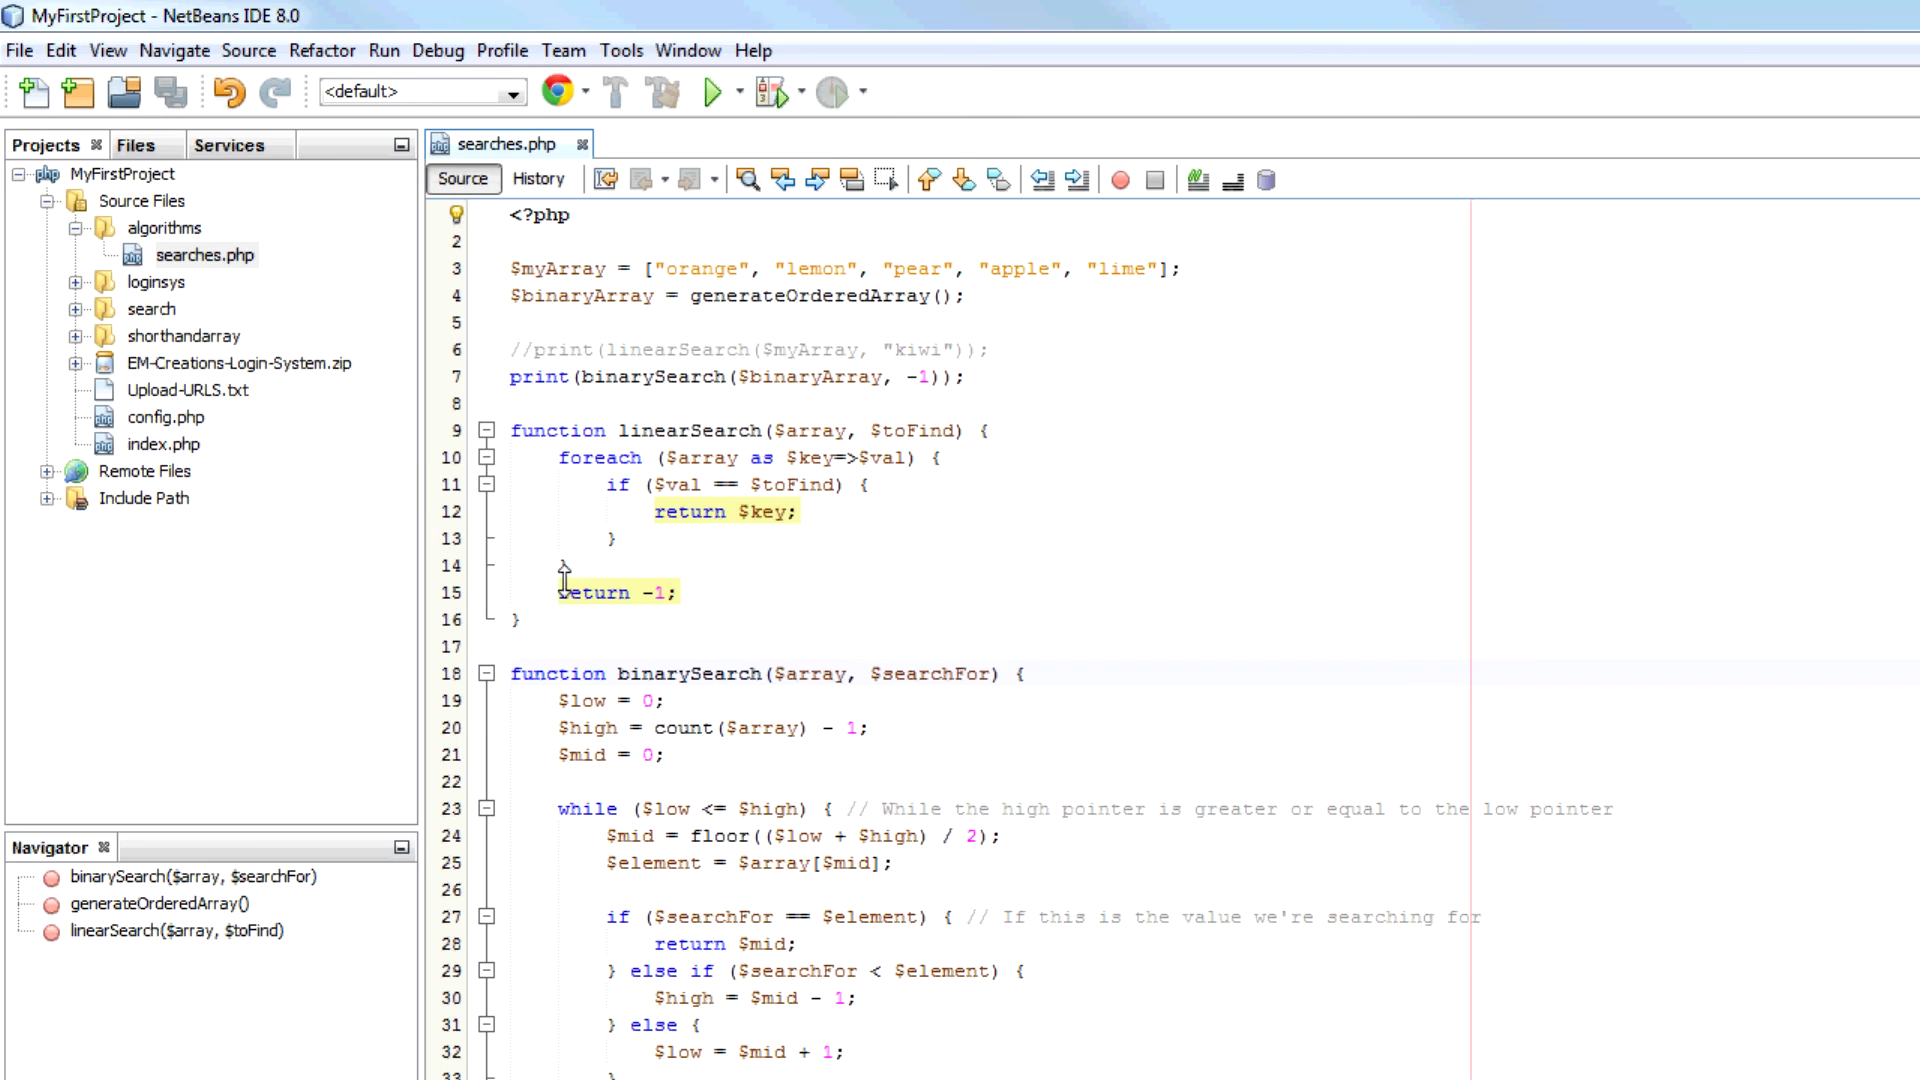 MyFirstProject - NetBeans IDE 8.0
File Edit View Navigate Source Refactor Run Debug Profile Team Tools Window Help
<default>
Projects Files Services
searches.php
Source History
MyFirstProject
Source Files
algorithms
searches.php
loginsys
search
shorthandarray
EM-Creations-Login-System.zip
Upload-URLS.txt
config.php
index.php
Remote Files
Include Path
Navigator
binarySearch($array, $searchFor)
generateOrderedArray()
linearSearch($array, $toFind)
<?php
2
3 $myArray = ["orange", "lemon", "pear", "apple", "lime"];
4 $binaryArray = generateOrderedArray();
5
6 //print(linearSearch($myArray, "kiwi"));
7 print(binarySearch($binaryArray, -1));
8
9 function linearSearch($array, $toFind) {
10 foreach ($array as $key=>$val) {
11 if ($val == $toFind) {
12 return $key;
13 }
14 }
15 return -1;
16 }
17
18 function binarySearch($array, $searchFor) {
19 $low = 0;
20 $high = count($array) - 1;
21 $mid = 0;
22
23 while ($low <= $high) { // While the high pointer is greater or equal to the low pointer
24 $mid = floor(($low + $high) / 2);
25 $element = $array[$mid];
26
27 if ($searchFor == $element) { // If this is the value we're searching for
28 return $mid;
29 } else if ($searchFor < $element) {
30 $high = $mid - 1;
31 } else {
32 $low = $mid + 1;
33 }